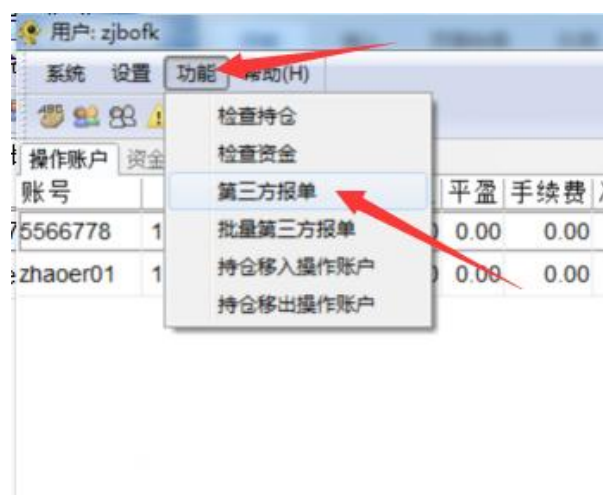 用户: zjbofk
系统 设置 功能 帮助(H)
操作账户 资金
账号 平盈 手续费
5566778 1 0.00 0.00
zhaoer01 1 0.00 0.00
检查持仓
检查资金
第三方报单
批量第三方报单
持仓移入操作账户
持仓移出操作账户